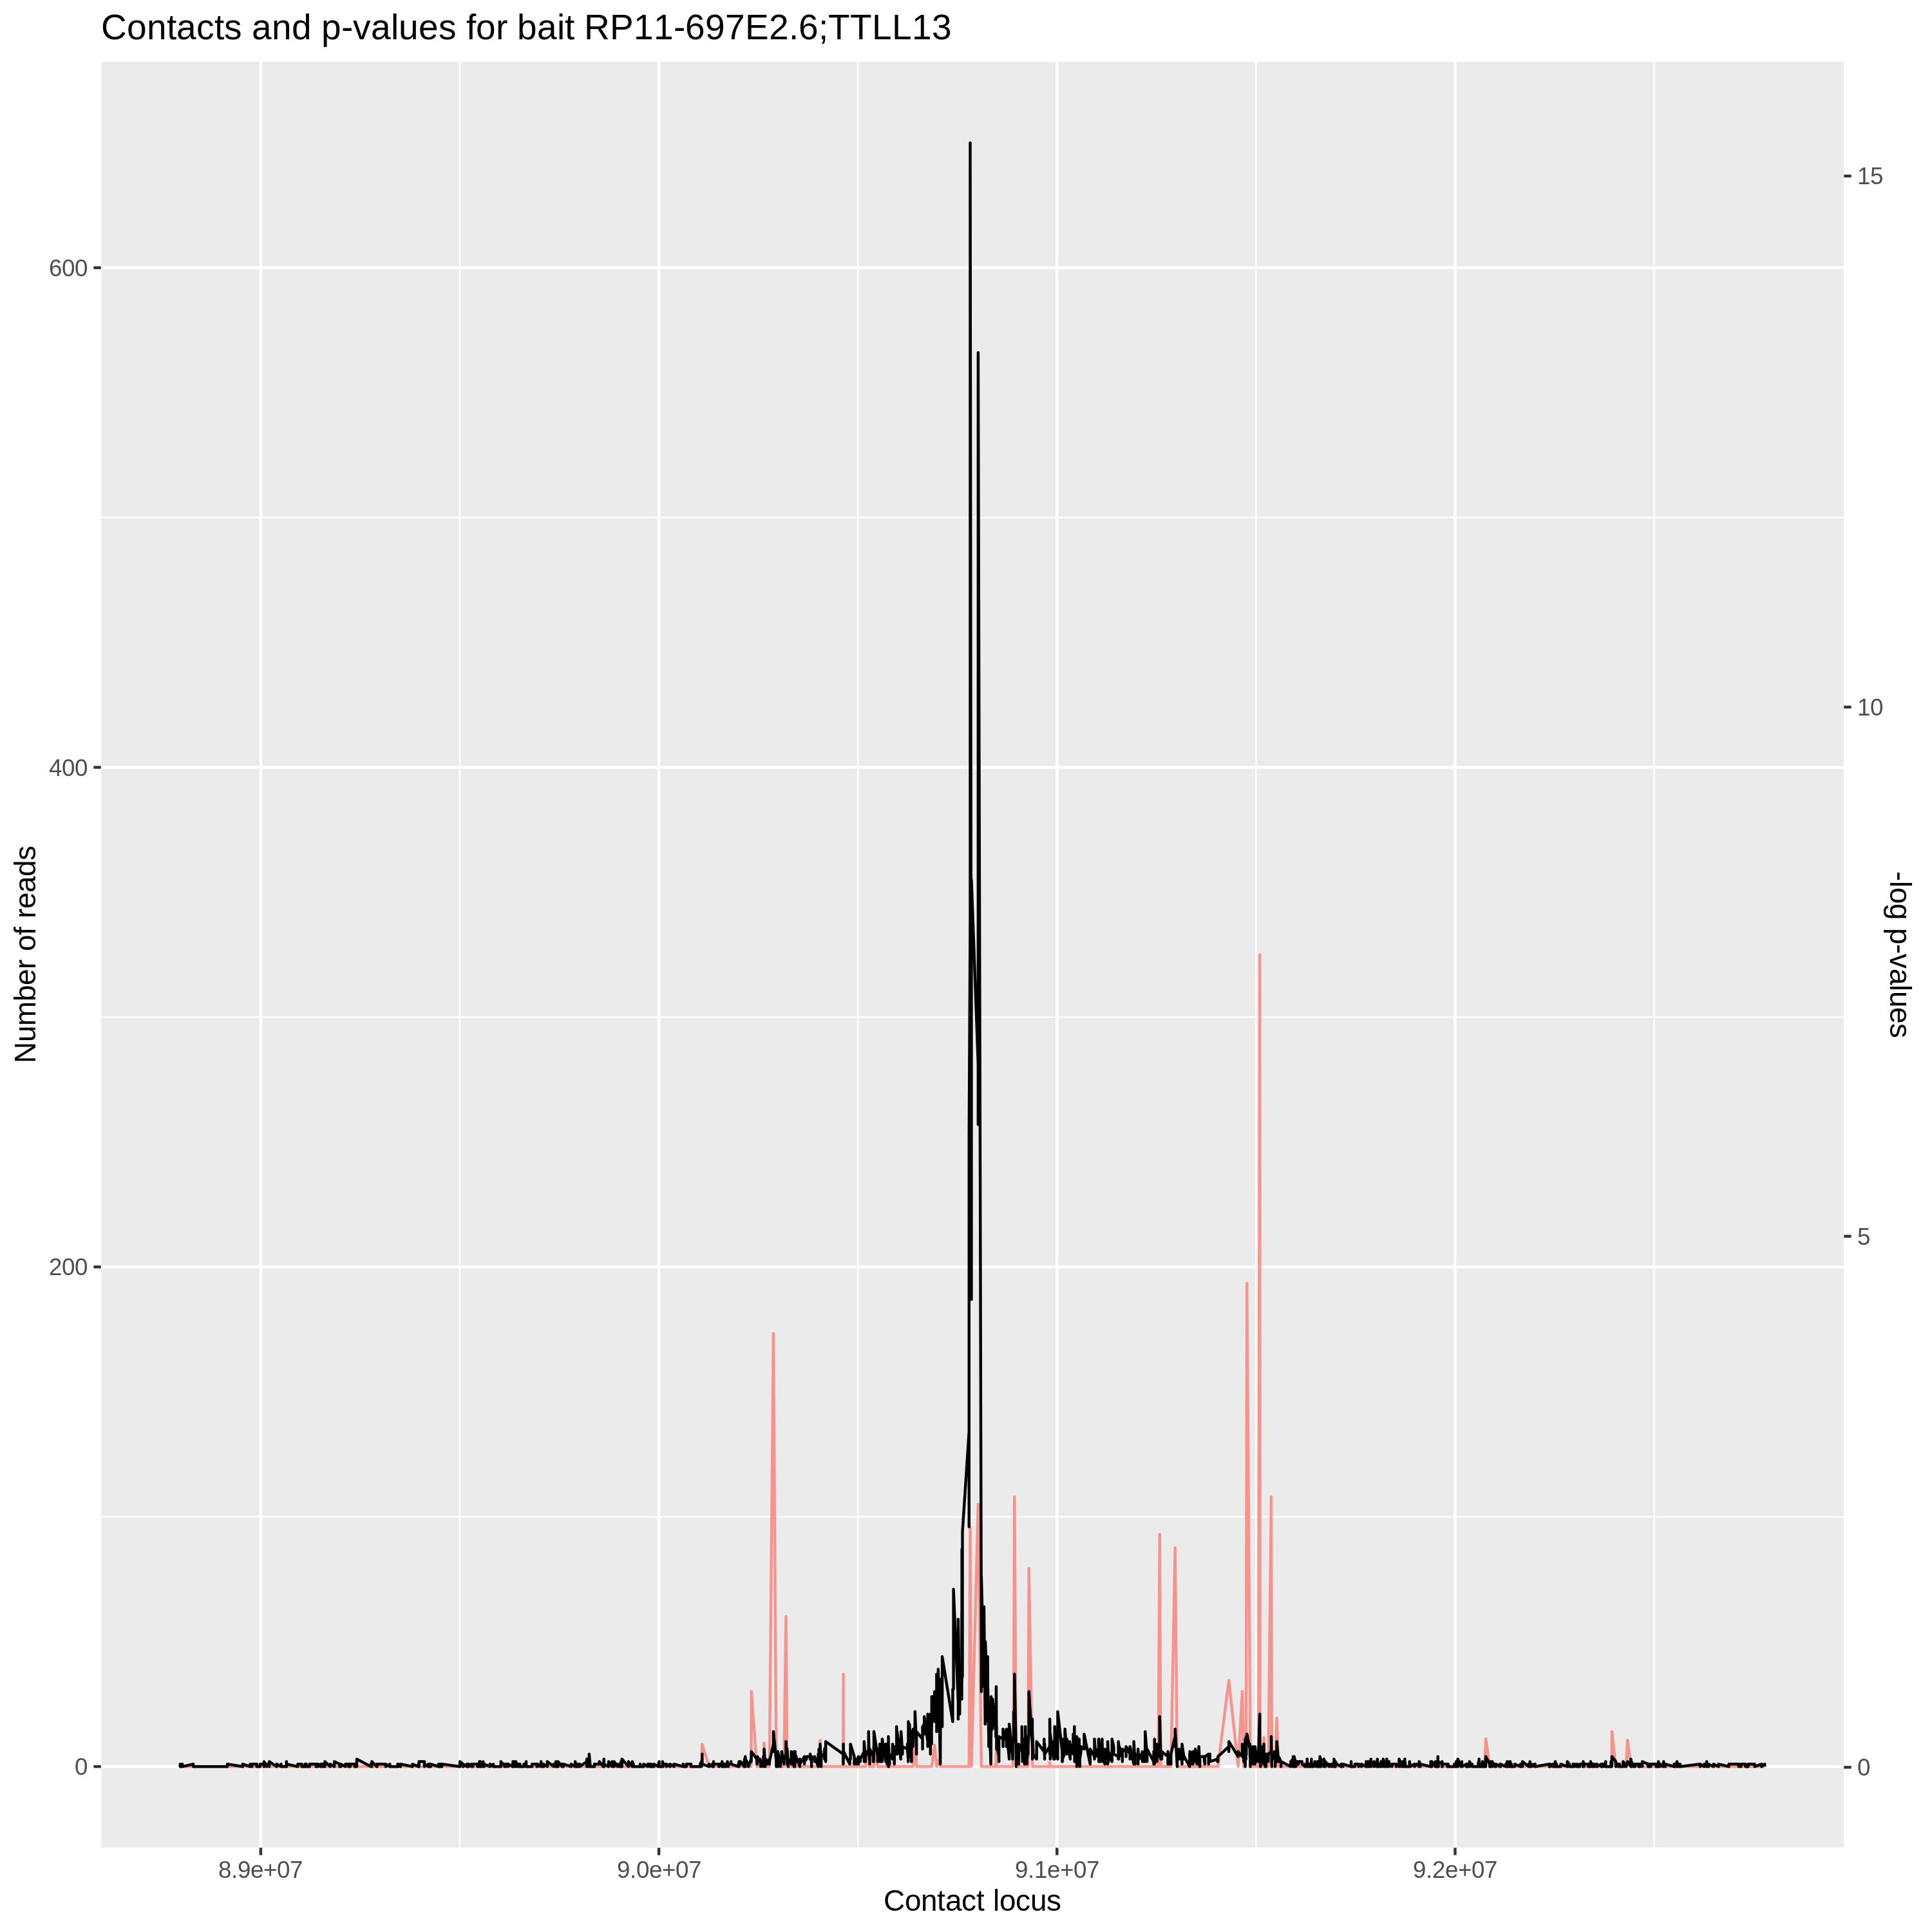 Contacts and p-values for bait RP11-697E2.6;TTLL13
Number of reads
600
400
200
0
15
10
5
0
-log p-values
8.9e+07
9.0e+07
9.1e+07
9.2e+07
Contact locus